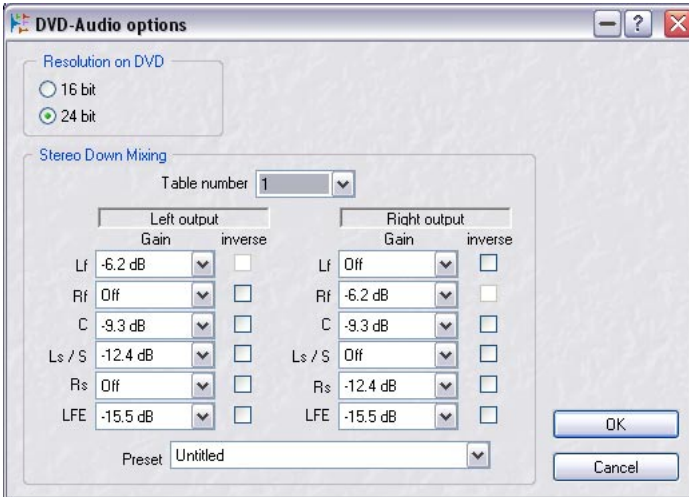 DVD-Audio options
Resolution on DVD
16 bit
24 bit
Stereo Down Mixing
Table number 1
Left output Right output
Gain inverse Gain inverse
Lf -6.2 dB Lf Off
Rf Off Rf -6.2 dB
C -9.3 dB C -9.3 dB
Ls / S -12.4 dB Ls / S Off
Rs Off Rs -12.4 dB
LFE -15.5 dB LFE -15.5 dB
OK
Preset Untitled
Cancel